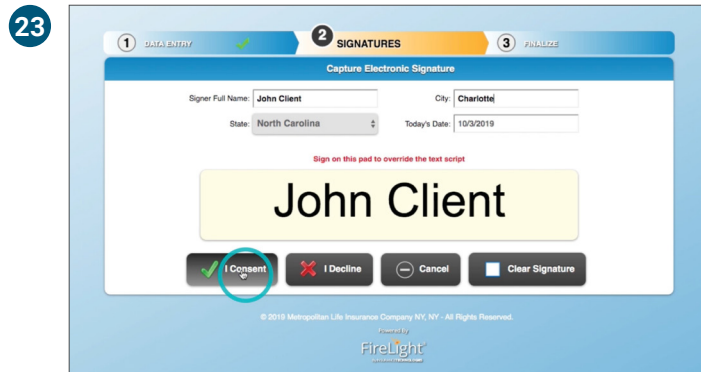 23
1 DATA ENTRY 2 SIGNATURES 3 FINALIZE
Capture Electronic Signature
Signer Full Name: John Client City: Charlotte
State: North Carolina Today's Date: 10/3/2019
Sign on this pad to override the text script
John Client
I Consent I Decline Cancel Clear Signature
© 2019 Metropolitan Life Insurance Company NY, NY - All Rights Reserved.
Powered By
FireLight